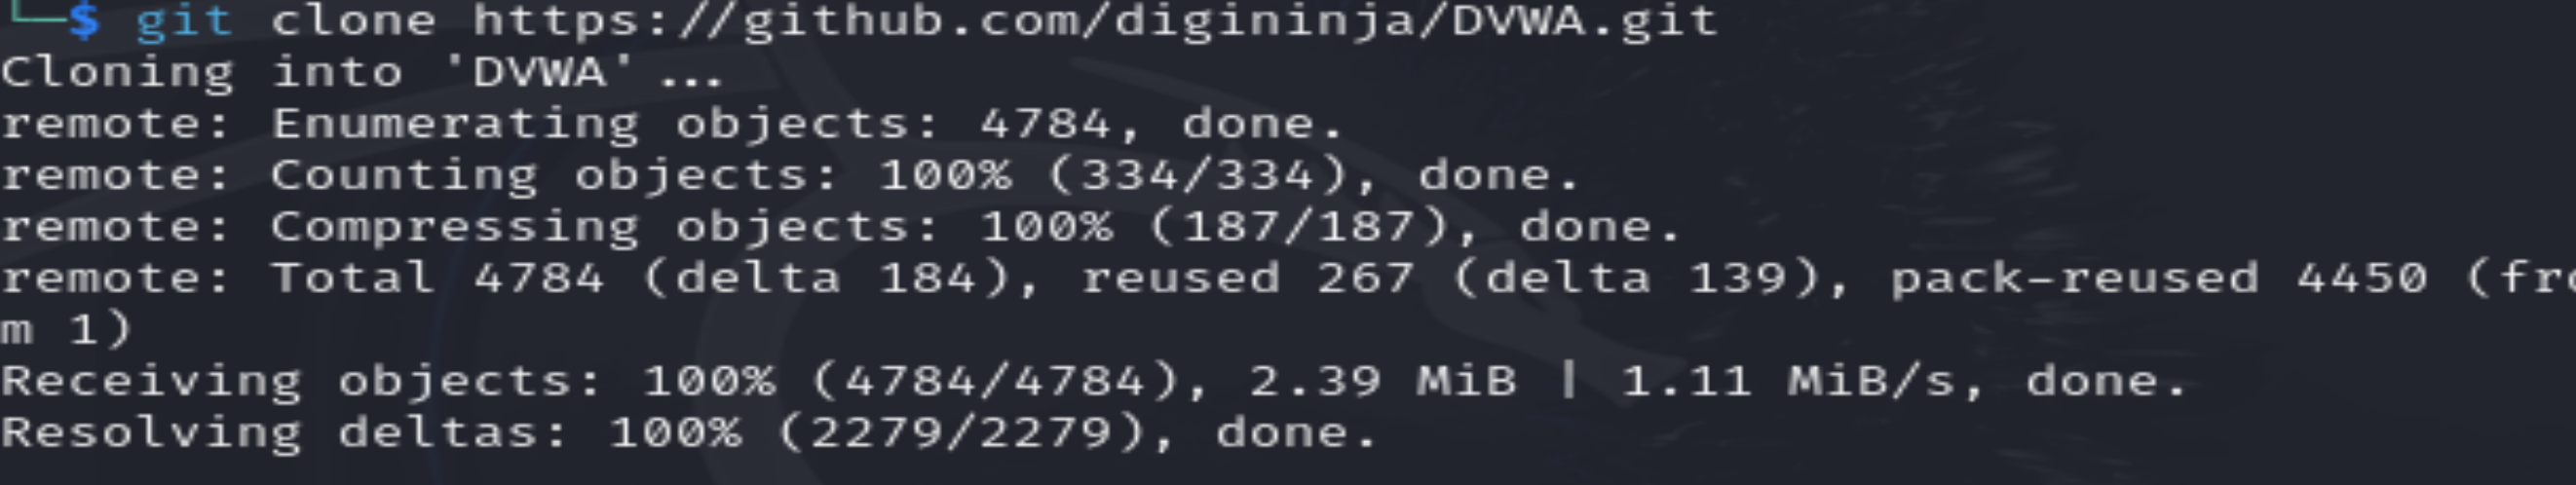 └─$ git clone https://github.com/digininja/DVWA.git
Cloning into 'DVWA'...
remote: Enumerating objects: 4784, done.
remote: Counting objects: 100% (334/334), done.
remote: Compressing objects: 100% (187/187), done.
remote: Total 4784 (delta 184), reused 267 (delta 139), pack-reused 4450 (fro
m 1)
Receiving objects: 100% (4784/4784), 2.39 MiB | 1.11 MiB/s, done.
Resolving deltas: 100% (2279/2279), done.